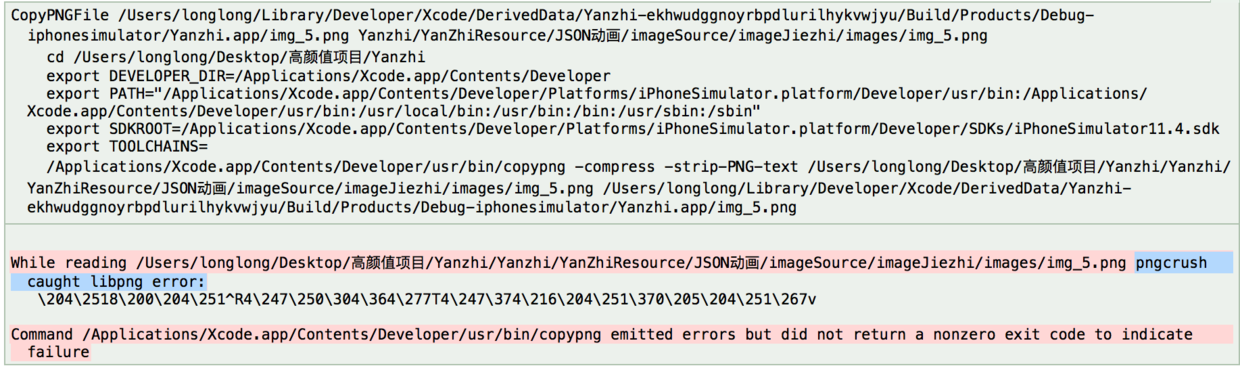 CopyPNGFile /Users/longlong/Library/Developer/Xcode/DerivedData/Yanzhi-ekhwudggnoyrbpdlurilhykvwjyu/Build/Products/Debug-
iphonesimulator/Yanzhi.app/img_5.png Yanzhi/YanZhiResource/JSON动画/imageSource/imageJiezhi/images/img_5.png
cd /Users/longlong/Desktop/高颜值项目/Yanzhi
export DEVELOPER_DIR=/Applications/Xcode.app/Contents/Developer
export PATH="/Applications/Xcode.app/Contents/Developer/Platforms/iPhoneSimulator.platform/Developer/usr/bin:/Applications/
Xcode.app/Contents/Developer/usr/bin:/usr/local/bin:/usr/bin:/bin:/usr/sbin:/sbin"
export SDKROOT=/Applications/Xcode.app/Contents/Developer/Platforms/iPhoneSimulator.platform/Developer/SDKs/iPhoneSimulator11.4.sdk
export TOOLCHAINS=
/Applications/Xcode.app/Contents/Developer/usr/bin/copypng -compress -strip-PNG-text /Users/longlong/Desktop/高颜值项目/Yanzhi/Yanzhi/
YanZhiResource/JSON动画/imageSource/imageJiezhi/images/img_5.png /Users/longlong/Library/Developer/Xcode/DerivedData/Yanzhi-
ekhwudggnoyrbpdlurilhykvwjyu/Build/Products/Debug-iphonesimulator/Yanzhi.app/img_5.png
While reading /Users/longlong/Desktop/高颜值项目/Yanzhi/Yanzhi/YanZhiResource/JSON动画/imageSource/imageJiezhi/images/img_5.png pngcrush
caught libpng error:
\204\2518\200\204\251^R4\247\250\304\364\277T4\247\374\216\204\251\370\205\204\251\267v
Command /Applications/Xcode.app/Contents/Developer/usr/bin/copypng emitted errors but did not return a nonzero exit code to indicate
failure